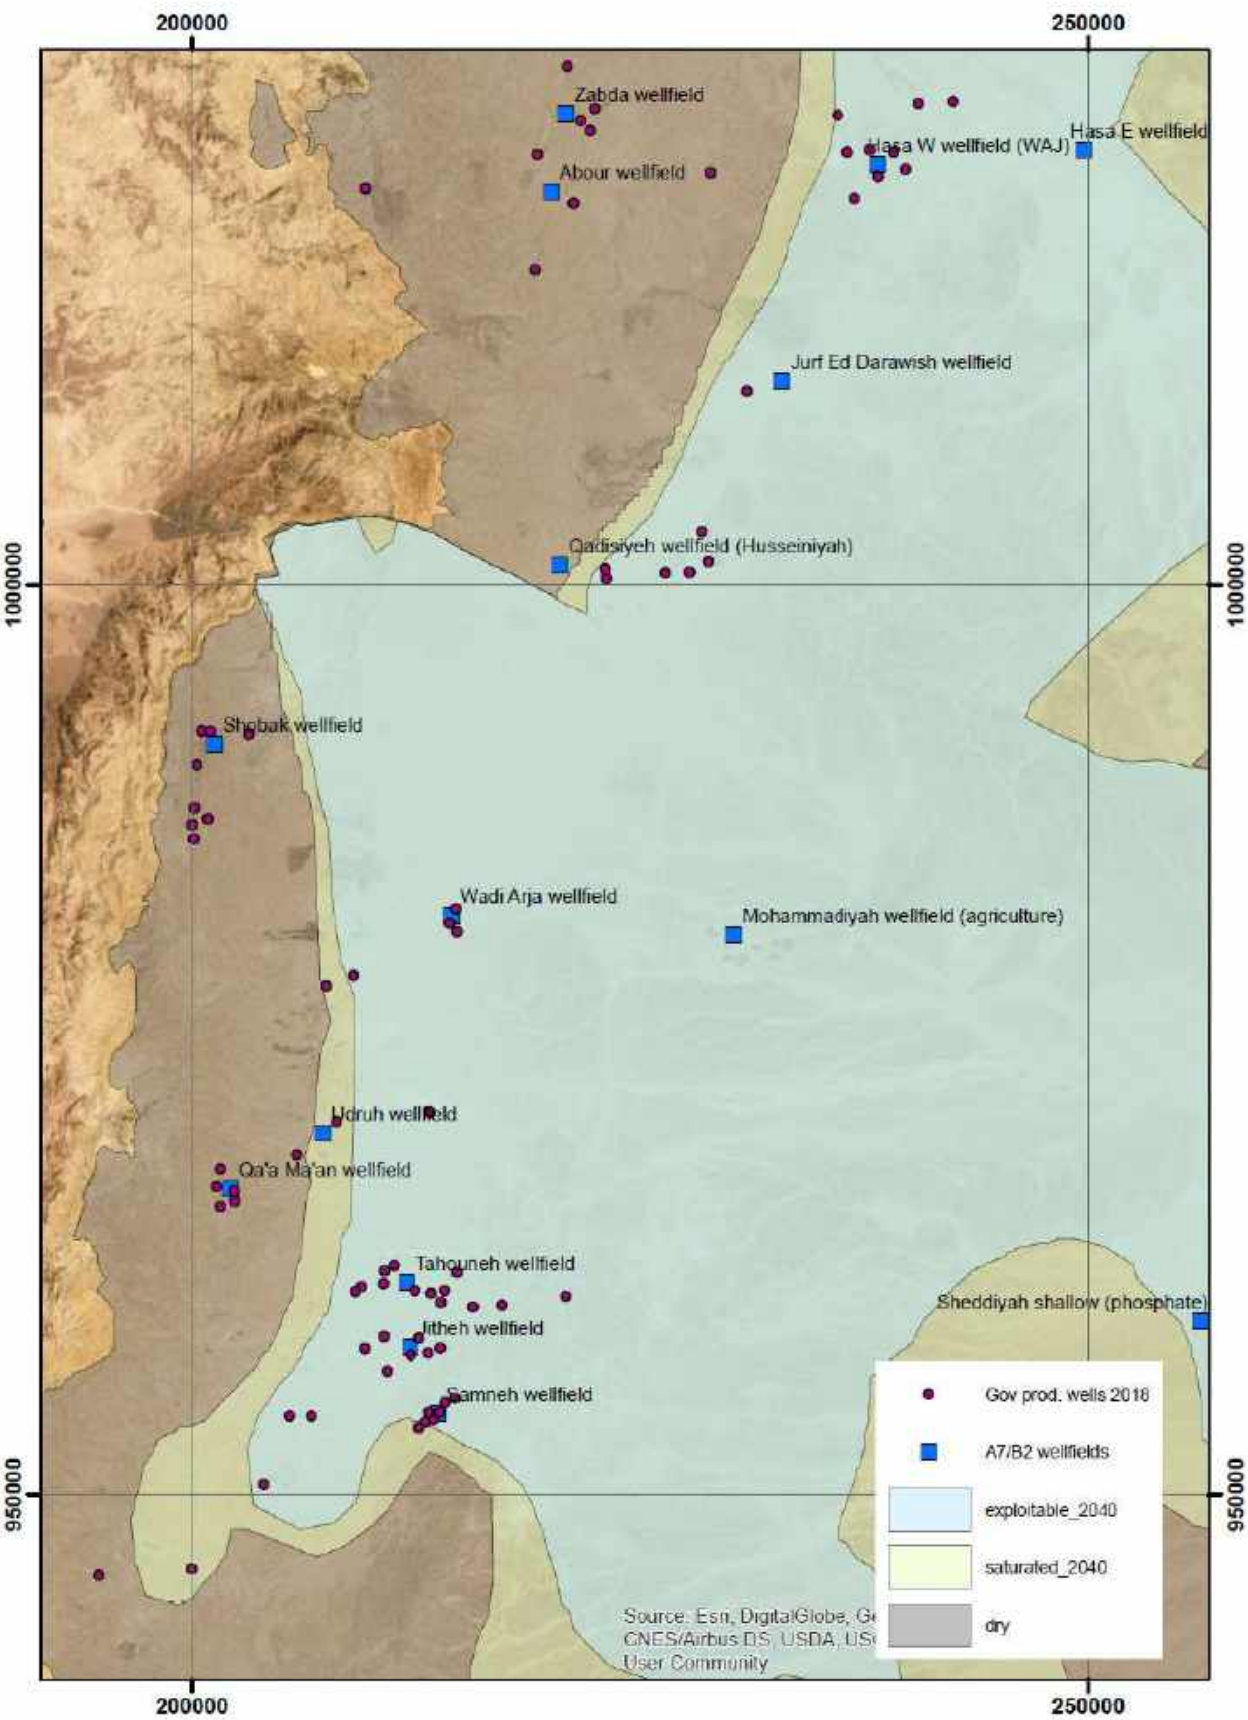 200000
250000
Zabda wellfield
Hasa E wellfield
Hasa W wellfield (WAJ)
Abour wellfield
Jurf Ed Darawish wellfield
Qadisiyeh wellfield (Husseiniyah)
1000000
1000000
Shobak wellfield
Wadi Arja wellfield
Mohammadiyah wellfield (agriculture)
Udruh wellfield
Qa'a Ma'an wellfield
Tahouneh wellfield
Sheddiyah shallow (phosphate)
Jitheh wellfield
Samneh wellfield
Gov prod. wells 2018
A7/B2 wellfields
950000
950000
exploitable_2040
saturated_2040
dry
Source: Esri, DigitalGlobe, Ge
CNES/Airbus DS, USDA, US
User Community
200000
250000